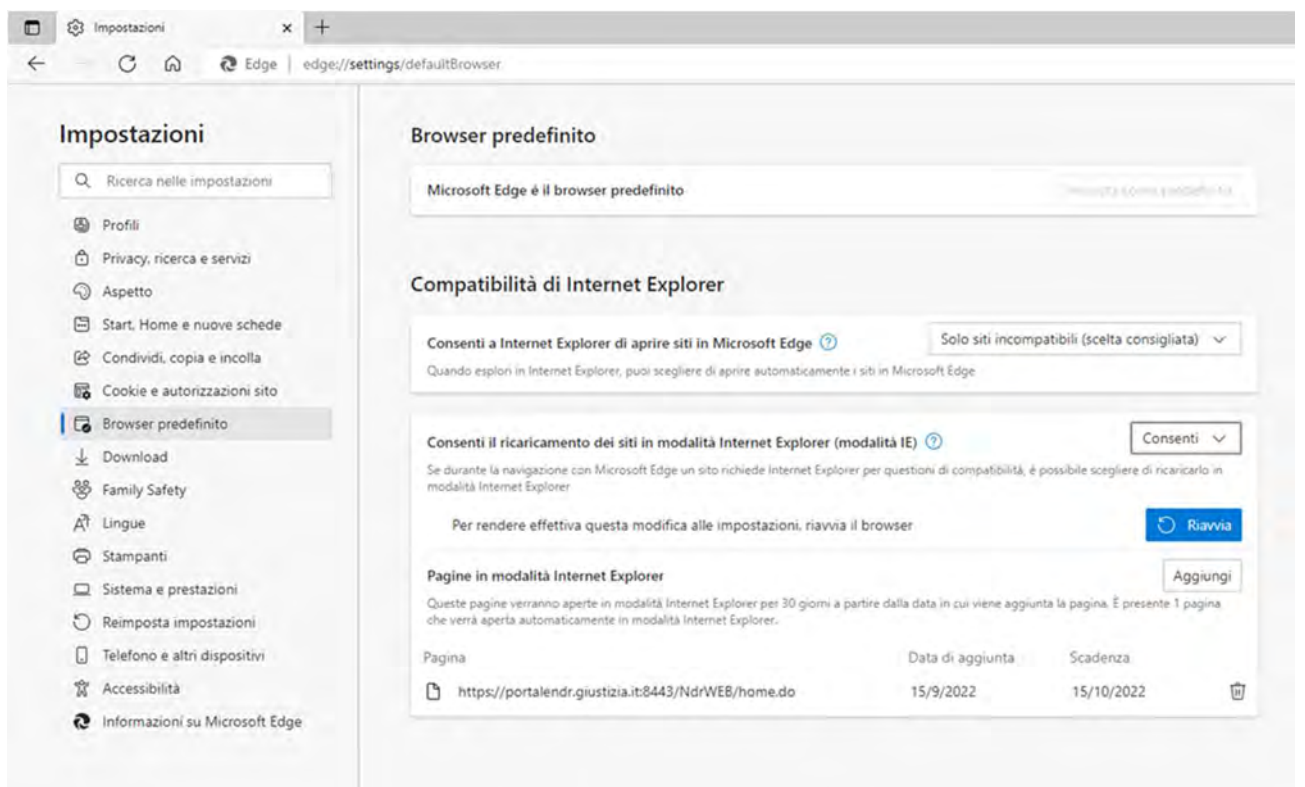 Impostazioni
Edge
edge://settings/defaultBrowser
Impostazioni
Ricerca nelle impostazioni
Profili
Privacy, ricerca e servizi
Aspetto
Start, Home e nuove schede
Condividi, copia e incolla
Cookie e autorizzazioni sito
Browser predefinito
Download
Family Safety
Lingue
Stampanti
Sistema e prestazioni
Reimposta impostazioni
Telefono e altri dispositivi
Accessibilità
Informazioni su Microsoft Edge
Browser predefinito
Microsoft Edge è il browser predefinito
Imposta come predefinito
Compatibilità di Internet Explorer
Consenti a Internet Explorer di aprire siti in Microsoft Edge
Solo siti incompatibili (scelta consigliata)
Quando esplori in Internet Explorer, puoi scegliere di aprire automaticamente i siti in Microsoft Edge
Consenti il ricaricamento dei siti in modalità Internet Explorer (modalità IE)
Consenti
Se durante la navigazione con Microsoft Edge un sito richiede Internet Explorer per questioni di compatibilità, è possibile scegliere di ricaricarlo in
modalità Internet Explorer
Per rendere effettiva questa modifica alle impostazioni, riavvia il browser
Riavvia
Pagine in modalità Internet Explorer
Aggiungi
Queste pagine verranno aperte in modalità Internet Explorer per 30 giorni a partire dalla data in cui viene aggiunta la pagina. È presente 1 pagina
che verrà aperta automaticamente in modalità Internet Explorer.
Pagina Data di aggiunta Scadenza
https://portalendr.giustizia.it:8443/NdrWEB/home.do 15/9/2022 15/10/2022